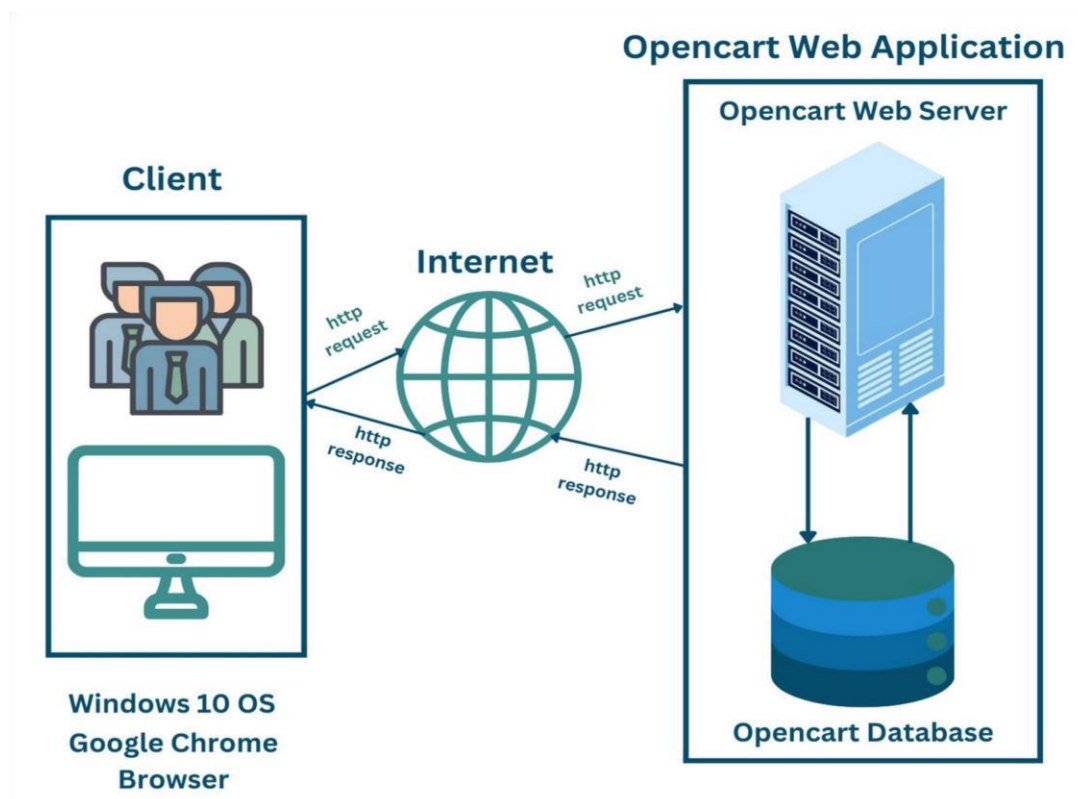 Opencart Web Application
Opencart Web Server
Client
Internet
http
request
http
request
http
response
http
response
Opencart Database
Windows 10 OS
Google Chrome
Browser